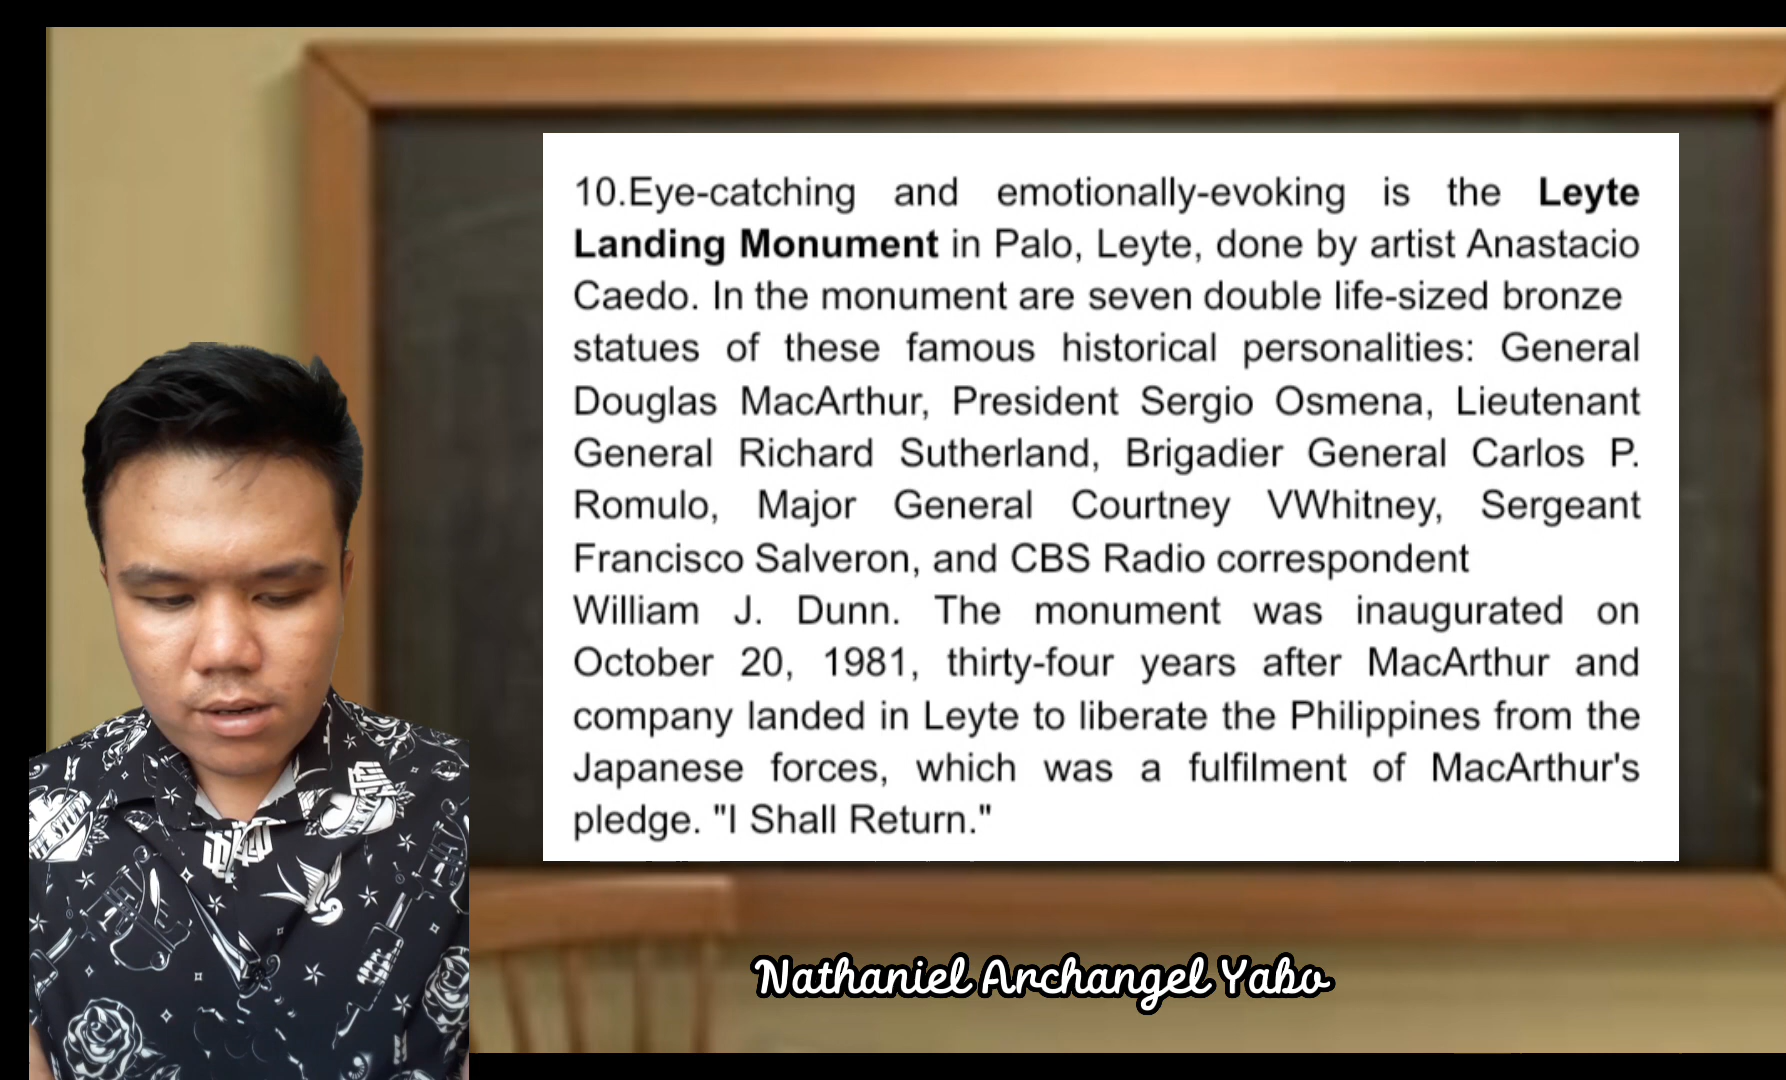 10.Eye-catching and emotionally-evoking is the Leyte
Landing Monument in Palo, Leyte, done by artist Anastacio
Caedo. In the monument are seven double life-sized bronze
statues of these famous historical personalities: General
Douglas MacArthur, President Sergio Osmena, Lieutenant
General Richard Sutherland, Brigadier General Carlos P.
Romulo, Major General Courtney VWhitney, Sergeant
Francisco Salveron, and CBS Radio correspondent
William J. Dunn. The monument was inaugurated on
October 20, 1981, thirty-four years after MacArthur and
company landed in Leyte to liberate the Philippines from the
Japanese forces, which was a fulfilment of MacArthur's
pledge. "I Shall Return."
Nathaniel Archangel Yabo